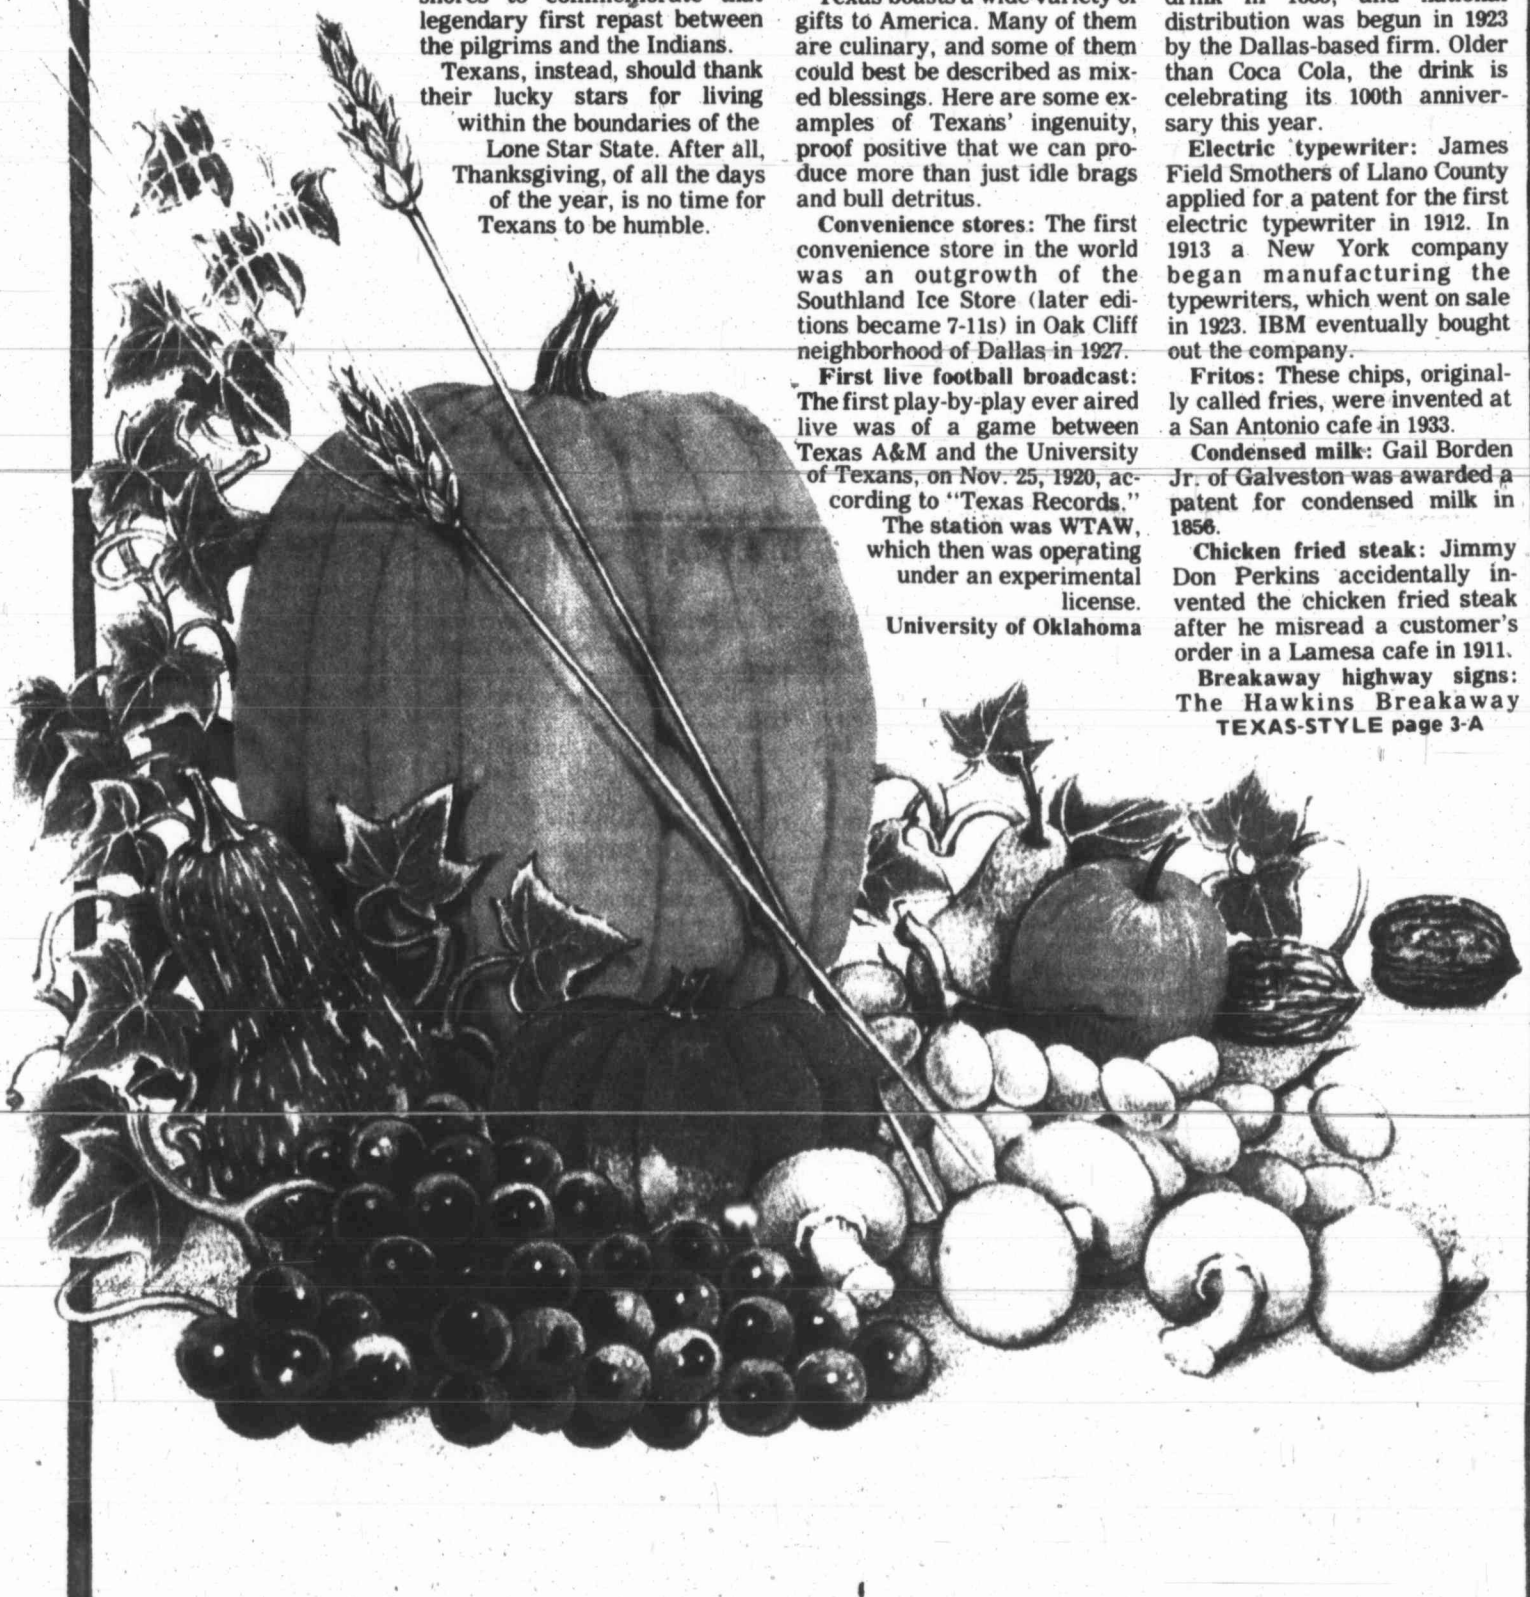 legendary first repast between
the pilgrims and the Indians.
Texans, instead, should thank
their lucky stars for living
within the boundaries of the
Lone Star State. After all,
Thanksgiving, of all the days
of the year, is no time for
Texans to be humble.
Texas boasts a wide variety of
gifts to America. Many of them
are culinary, and some of them
could best be described as mix-
ed blessings. Here are some ex-
amples of Texans' ingenuity,
proof positive that we can pro-
duce more than just idle brags
and bull detritus.
Convenience stores: The first
convenience store in the world
was an outgrowth of the
Southland Ice Store (later edi-
tions became 7-11s) in Oak Cliff
neighborhood of Dallas in 1927.
First live football broadcast:
The first play-by-play ever aired
live was of a game between
Texas A&M and the University
of Texans, on Nov. 25, 1920, ac-
cording to "Texas Records."
The station was WTAW,
which then was operating
under an experimental
license.
University of Oklahoma
distribution was begun in 1923
by the Dallas-based firm. Older
than Coca Cola, the drink is
celebrating its 100th anniver-
sary this year.
Electric typewriter: James
Field Smothers of Llano County
applied for a patent for the first
electric typewriter in 1912. In
1913 a New York company
began manufacturing the
typewriters, which went on sale
in 1923. IBM eventually bought
out the company.
Fritos: These chips, original-
ly called fries, were invented at
a San Antonio cafe in 1933.
Condensed milk: Gail Borden
Jr. of Galveston was awarded a
patent for condensed milk in
1856.
Chicken fried steak: Jimmy
Don Perkins accidentally in-
vented the chicken fried steak
after he misread a customer's
order in a Lamesa cafe in 1911.
Breakaway highway signs:
The Hawkins Breakaway
TEXAS-STYLE page 3-A